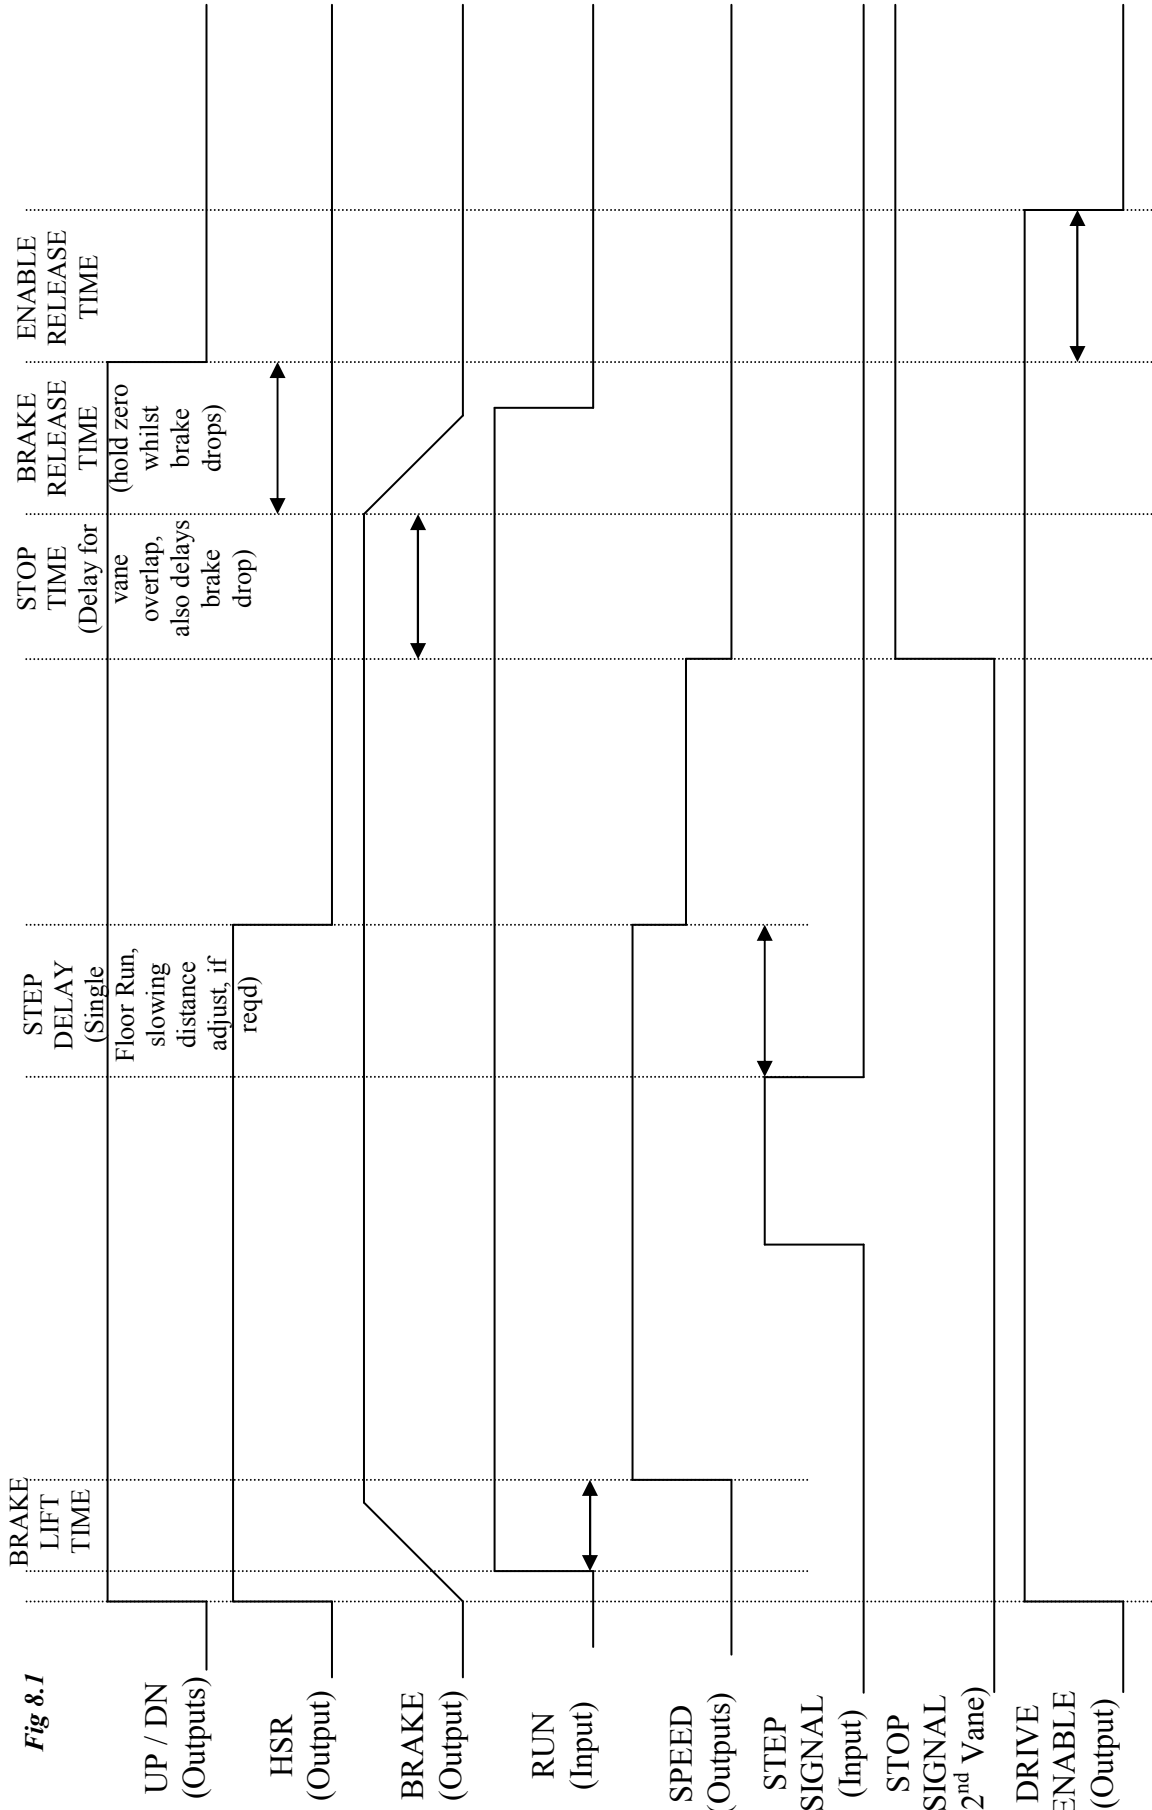 Fig 8.1
BRAKE
LIFT
TIME
STEP
DELAY
(Single
Floor Run,
slowing
distance
adjust, if
reqd)
STOP
TIME
(Delay for
vane
overlap,
also delays
brake
drop)
BRAKE
RELEASE
TIME
(hold zero
whilst
brake
drops)
ENABLE
RELEASE
TIME
UP / DN
(Outputs)
HSR
(Output)
BRAKE
(Output)
RUN
(Input)
SPEED
(Outputs)
STEP
SIGNAL
(Input)
STOP
SIGNAL
2nd Vane)
DRIVE
ENABLE
(Output)